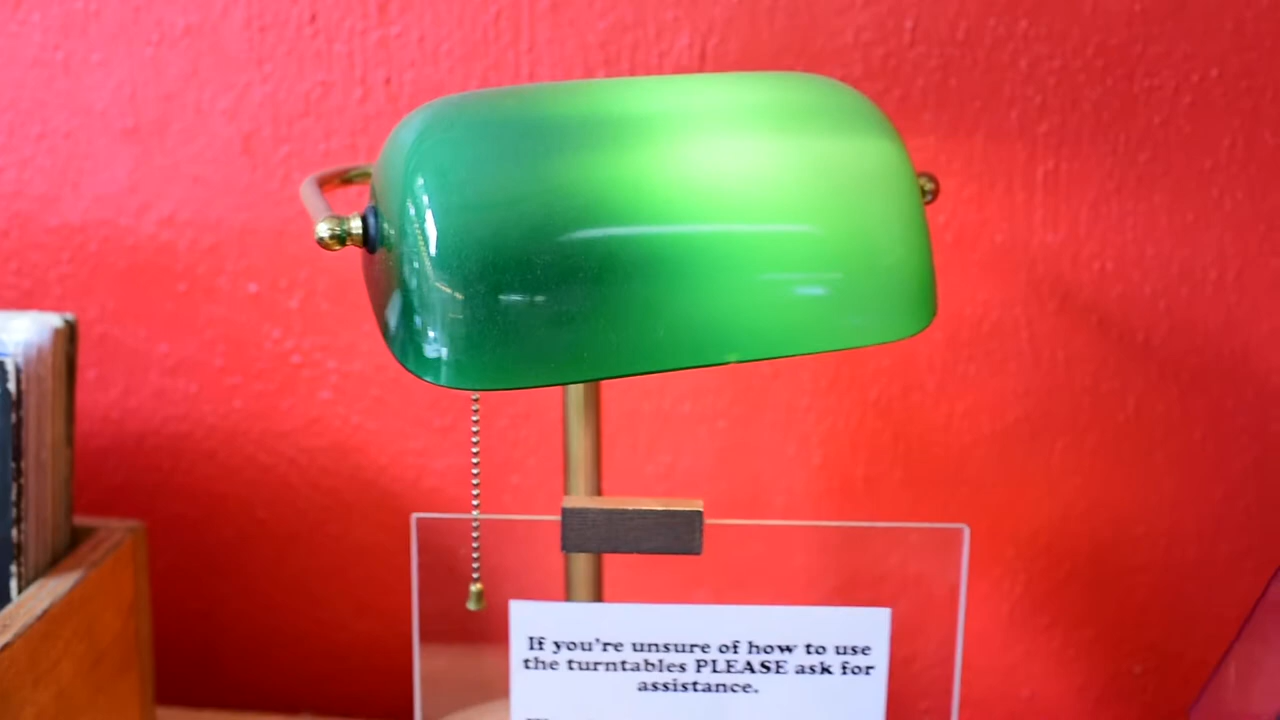 If you're unsure of how to use
the turntables PLEASE ask for
assistance.